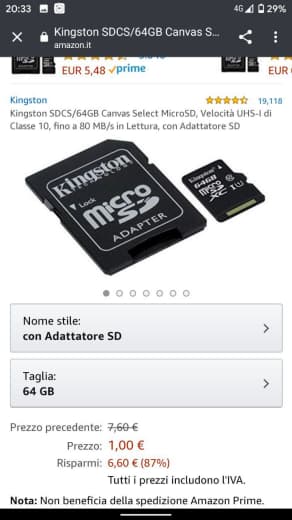 20:33
4G 29%
Kingston SDCS/64GB Canvas S...
amazon.it
EUR 5,48 prime
EUR
Kingston
19,118
Kingston SDCS/64GB Canvas Select MicroSD, Velocità UHS-I di
Classe 10, fino a 80 MB/s in Lettura, con Adattatore SD
Kingston
Lock
micro
SD
XC
ADAPTER
Kingston
64GB
micro
SD
XC I
10
U1
Nome stile:
con Adattatore SD
Taglia:
64 GB
Prezzo precedente: 7,60 €
Prezzo: 1,00 €
Risparmi: 6,60 € (87%)
Tutti i prezzi includono l'IVA.
Nota: Non beneficia della spedizione Amazon Prime.